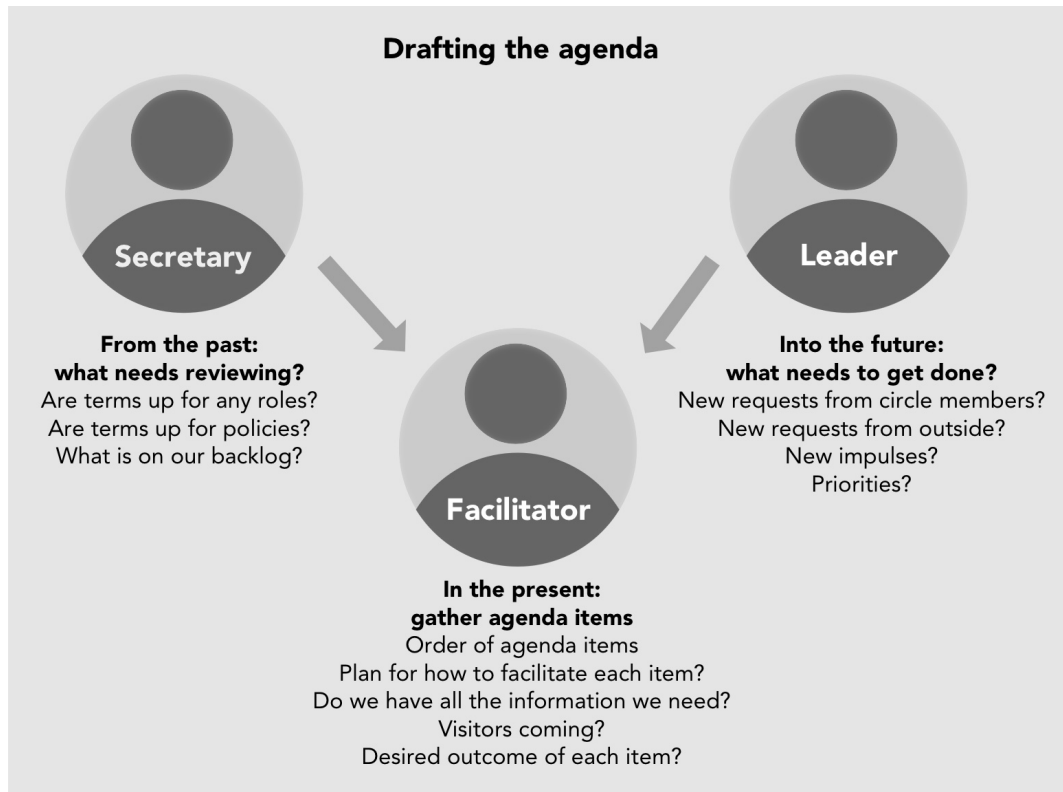 Drafting the agenda
Secretary
From the past:
what needs reviewing?
Are terms up for any roles?
Are terms up for policies?
What is on our backlog?
Leader
Into the future:
what needs to get done?
New requests from circle members?
New requests from outside?
New impulses?
Priorities?
Facilitator
In the present:
gather agenda items
Order of agenda items
Plan for how to facilitate each item?
Do we have all the information we need?
Visitors coming?
Desired outcome of each item?